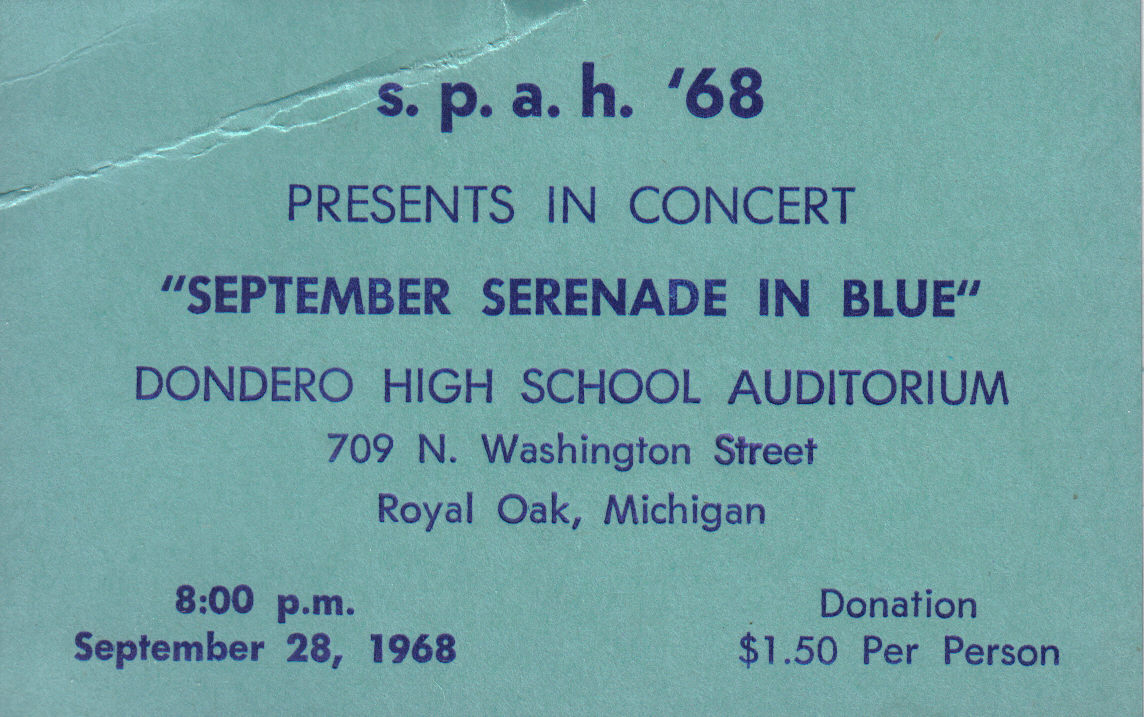 s. p. a. h. '68
PRESENTS IN CONCERT
"SEPTEMBER SERENADE IN BLUE"
DONDERO HIGH SCHOOL AUDITORIUM
709 N. Washington Street
Royal Oak, Michigan
8:00 p.m.
September 28, 1968
Donation
$1.50 Per Person